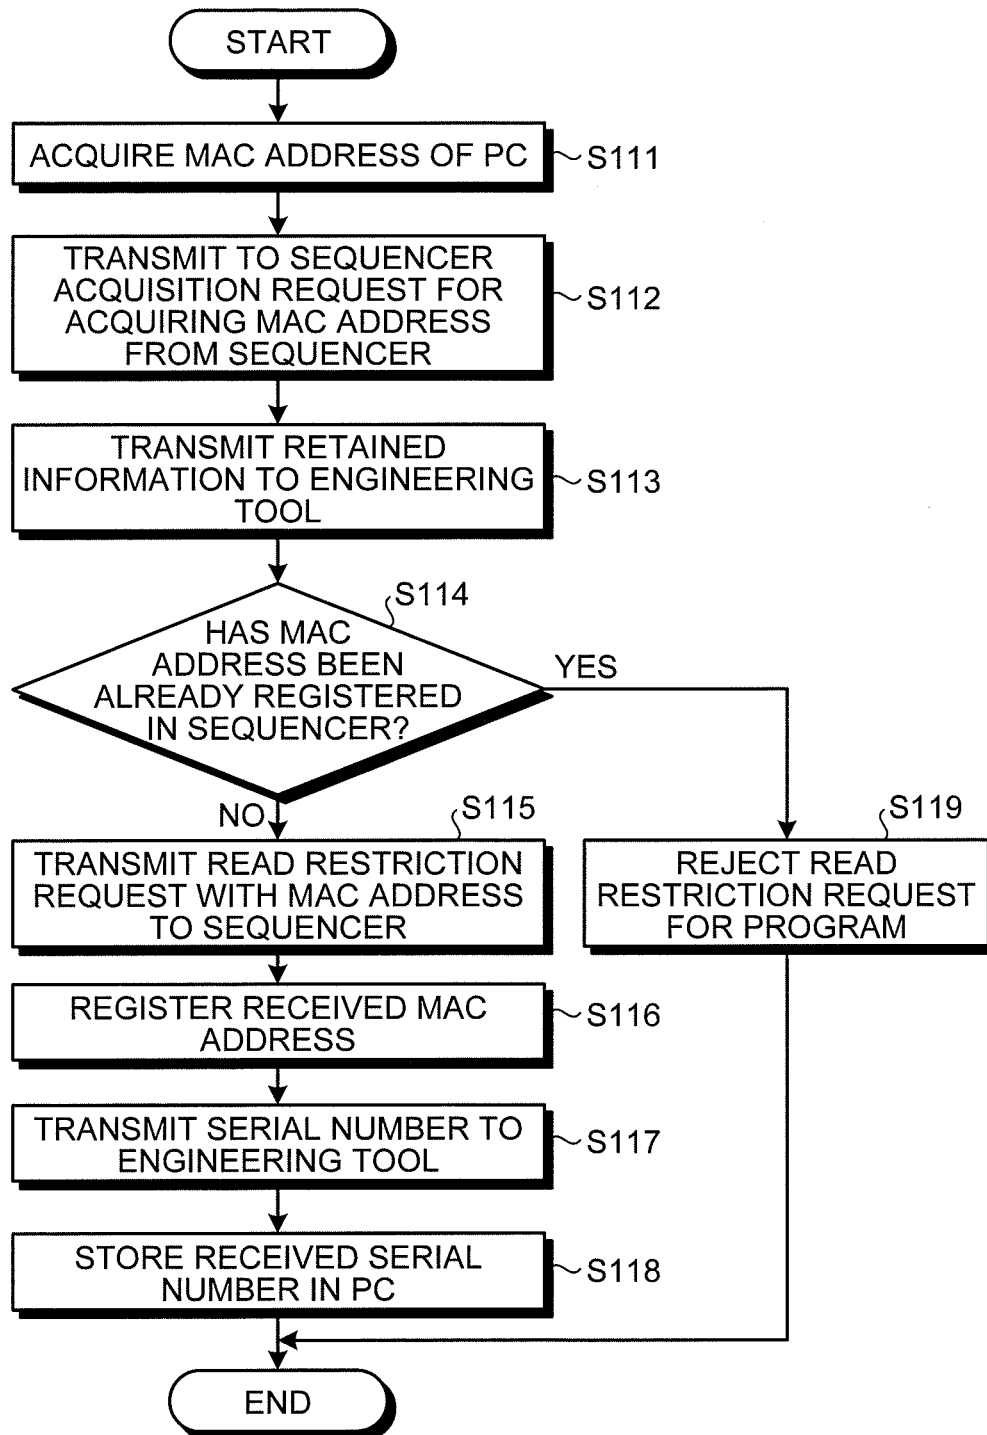 START
ACQUIRE MAC ADDRESS OF PC
S111
TRANSMIT TO SEQUENCER
ACQUISITION REQUEST FOR
ACQUIRING MAC ADDRESS
FROM SEQUENCER
S112
TRANSMIT RETAINED
INFORMATION TO ENGINEERING
TOOL
S113
S114
HAS MAC
ADDRESS BEEN
ALREADY REGISTERED
IN SEQUENCER?
YES
NO
S115
TRANSMIT READ RESTRICTION
REQUEST WITH MAC ADDRESS
TO SEQUENCER
S119
REJECT READ
RESTRICTION REQUEST
FOR PROGRAM
REGISTER RECEIVED MAC
ADDRESS
S116
TRANSMIT SERIAL NUMBER TO
ENGINEERING TOOL
S117
STORE RECEIVED SERIAL
NUMBER IN PC
S118
END